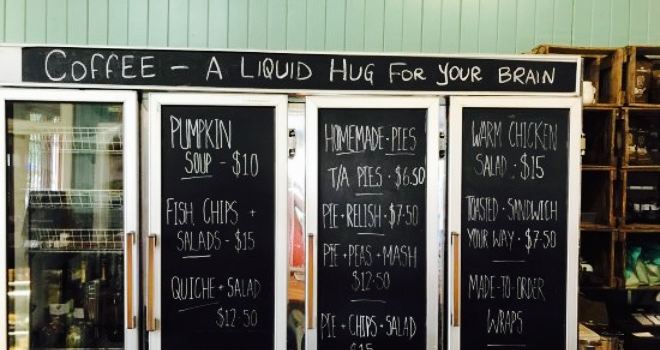 COFFEE – A LIQUID HUG FOR YOUR BRAIN
PUMPKIN
SOUP - $10
FISH, CHIPS +
SALADS - $15
QUICHE + SALAD
$12.50
HOMEMADE - PIES
T/A PIES - $6.50
PIE + RELISH - $7.50
PIE + PEAS + MASH
$12.50
PIE + CHIPS + SALAD
$15
WARM CHICKEN
SALAD - $15
TOASTED - SANDWICH
YOUR WAY - $7.50
MADE-TO-ORDER
WRAPS